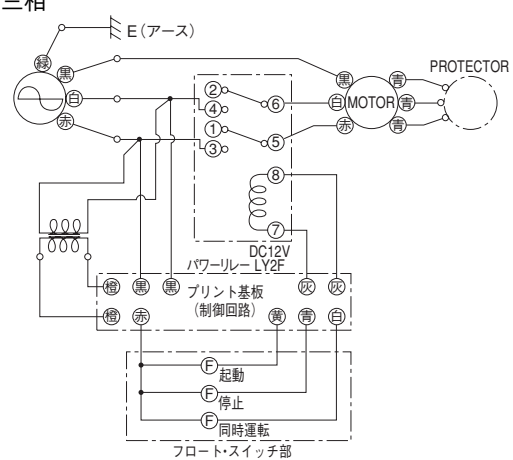 三相
E（アース）
緑
黒
白
赤
PROTECTOR
黒 青
白 MOTOR 青
赤 青
②
④ ⑥
①
③ ⑤
⑧
⑦
DC12V
パワーリレー LY2F
橙 黒 黒 灰 灰
プリント基板
（制御回路）
橙 赤 黄 青 白
F 起動
F 停止
F 同時運転
フロート・スイッチ部